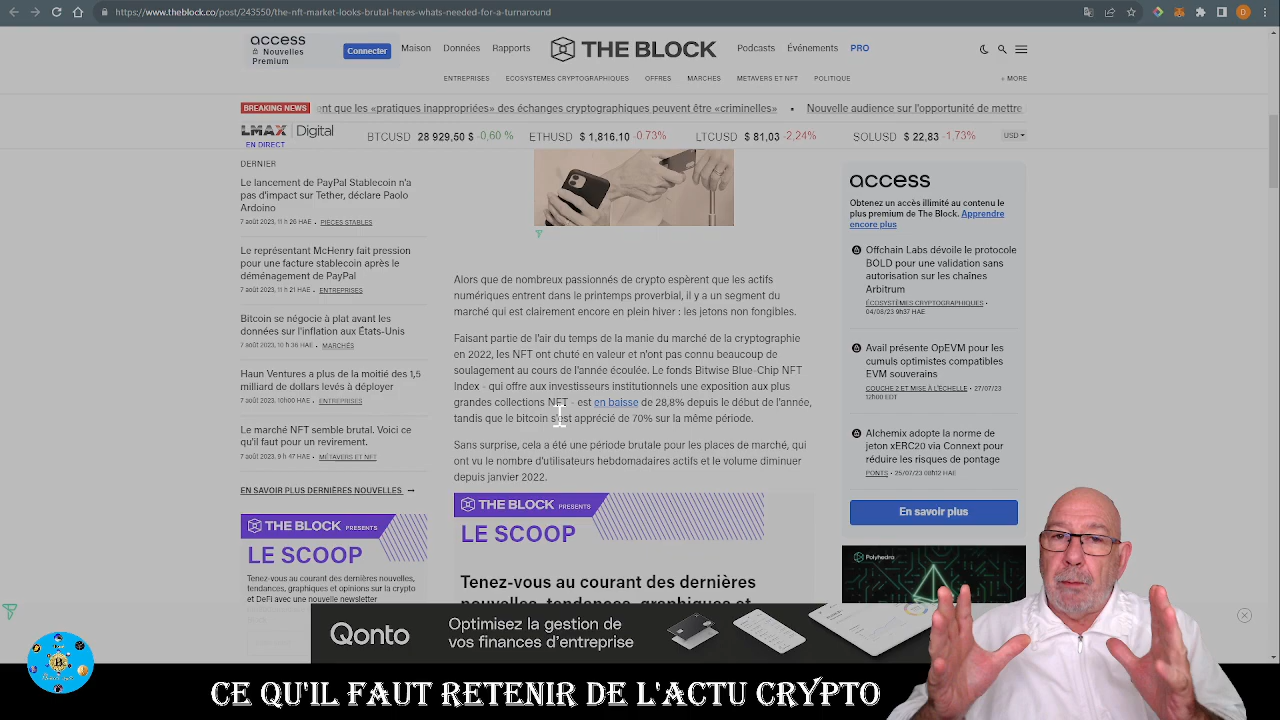 https://www.theblock.co/post/243550/the-nft-market-looks-brutal-heres-whats-needed-for-a-turnaround
access
Nouvelles
Premium
Connecter
Maison
Données
Rapports
THE BLOCK
Podcasts
Événements
PRO
ENTREPRISES
ÉCOSYSTÈMES CRYPTOGRAPHIQUES
OFFRES
MARCHÉS
METAVERS ET NFT
POLITIQUE
+ MORE
BREAKING NEWS
ent que les «pratiques inappropriées» des échanges cryptographiques peuvent être «criminelles»
• Nouvelle audience sur l'opportunité de mettre
LMAX Digital
EN DIRECT
BTCUSD 28 929,50 $ -0,60 %
ETHUSD $ 1,816,10 -0.73%
LTCUSD $ 81,03 -2,24%
SOLUSD $ 22,83 -1,73%
USD
DERNIER
Le lancement de PayPal Stablecoin n'a
pas d'impact sur Tether, déclare Paolo
Ardoino
7 août 2023, 11 h 26 HAE • PIÈCES STABLES
Le représentant McHenry fait pression
pour une facture stablecoin après le
déménagement de PayPal
7 août 2023, 11 h 21 HAE • ENTREPRISES
Bitcoin se négocie à plat avant les
données sur l'inflation aux États-Unis
7 août 2023, 10 h 36 HAE • MARCHÉS
Haun Ventures a plus de la moitié des 1,5
milliard de dollars levés à déployer
7 août 2023, 10h00 HAE • ENTREPRISES
Le marché NFT semble brutal. Voici ce
qu'il faut pour un revirement.
7 août 2023, 9 h 47 HAE • MÉTAVERS ET NFT
EN SAVOIR PLUS DERNIÈRES NOUVELLES →
THE BLOCK PRESENTS
LE SCOOP
Tenez-vous au courant des dernières nouvelles,
tendances, graphiques et opinions sur la crypto
et DeFi avec une nouvelle newsletter
Alors que de nombreux passionnés de crypto espèrent que les actifs
numériques entrent dans le printemps proverbial, il y a un segment du
marché qui est clairement encore en plein hiver : les jetons non fongibles.
Faisant partie de l'air du temps de la manie du marché de la cryptographie
en 2022, les NFT ont chuté en valeur et n'ont pas connu beaucoup de
soulagement au cours de l'année écoulée. Le fonds Bitwise Blue-Chip NFT
Index - qui offre aux investisseurs institutionnels une exposition aux plus
grandes collections NFT - est en baisse de 28,8% depuis le début de l'année,
tandis que le bitcoin s'est apprécié de 70% sur la même période.
Sans surprise, cela a été une période brutale pour les places de marché, qui
ont vu le nombre d'utilisateurs hebdomadaires actifs et le volume diminuer
depuis janvier 2022.
THE BLOCK PRESENTS
LE SCOOP
Tenez-vous au courant des dernières
nouvelles, tendances, graphiques et
access
Obtenez un accès illimité au contenu le
plus premium de The Block. Apprendre
encore plus
Offchain Labs dévoile le protocole
BOLD pour une validation sans
autorisation sur les chaînes
Arbitrum
ÉCOSYSTÈMES CRYPTOGRAPHIQUES •
04/08/23 9h37 HAE
Avail présente OpEVM pour les
cumuls optimistes compatibles
EVM souverains
COUCHE 2 ET MISE À L'ÉCHELLE • 27/07/23
12h00 EDT
Alchemix adopte la norme de
jeton xERC20 via Connext pour
réduire les risques de pontage
PONTS • 25/07/23 08h12 HAE
En savoir plus
Polyhedra
Qonto
Optimisez la gestion de
vos finances d'entreprise
CE QU'IL FAUT RETENIR DE L'ACTU CRYPTO